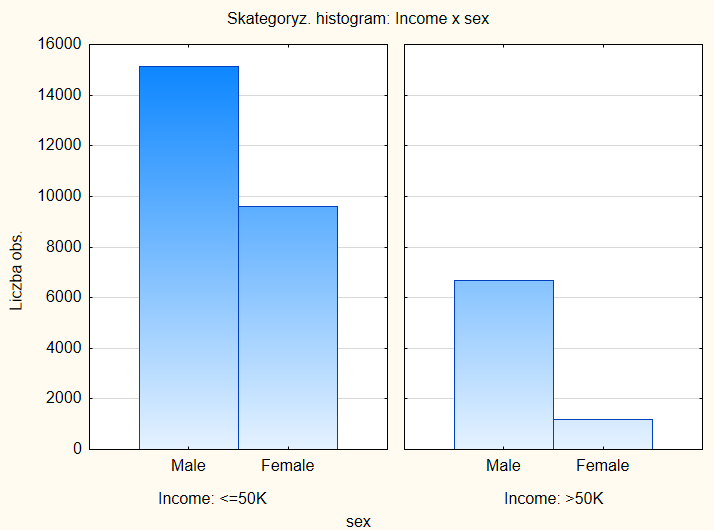 Skategoryz. histogram: Income x sex
16000
14000
12000
10000
8000
6000
4000
2000
0
Liczba obs.
Male Female Male Female
Income: <=50K Income: >50K
sex